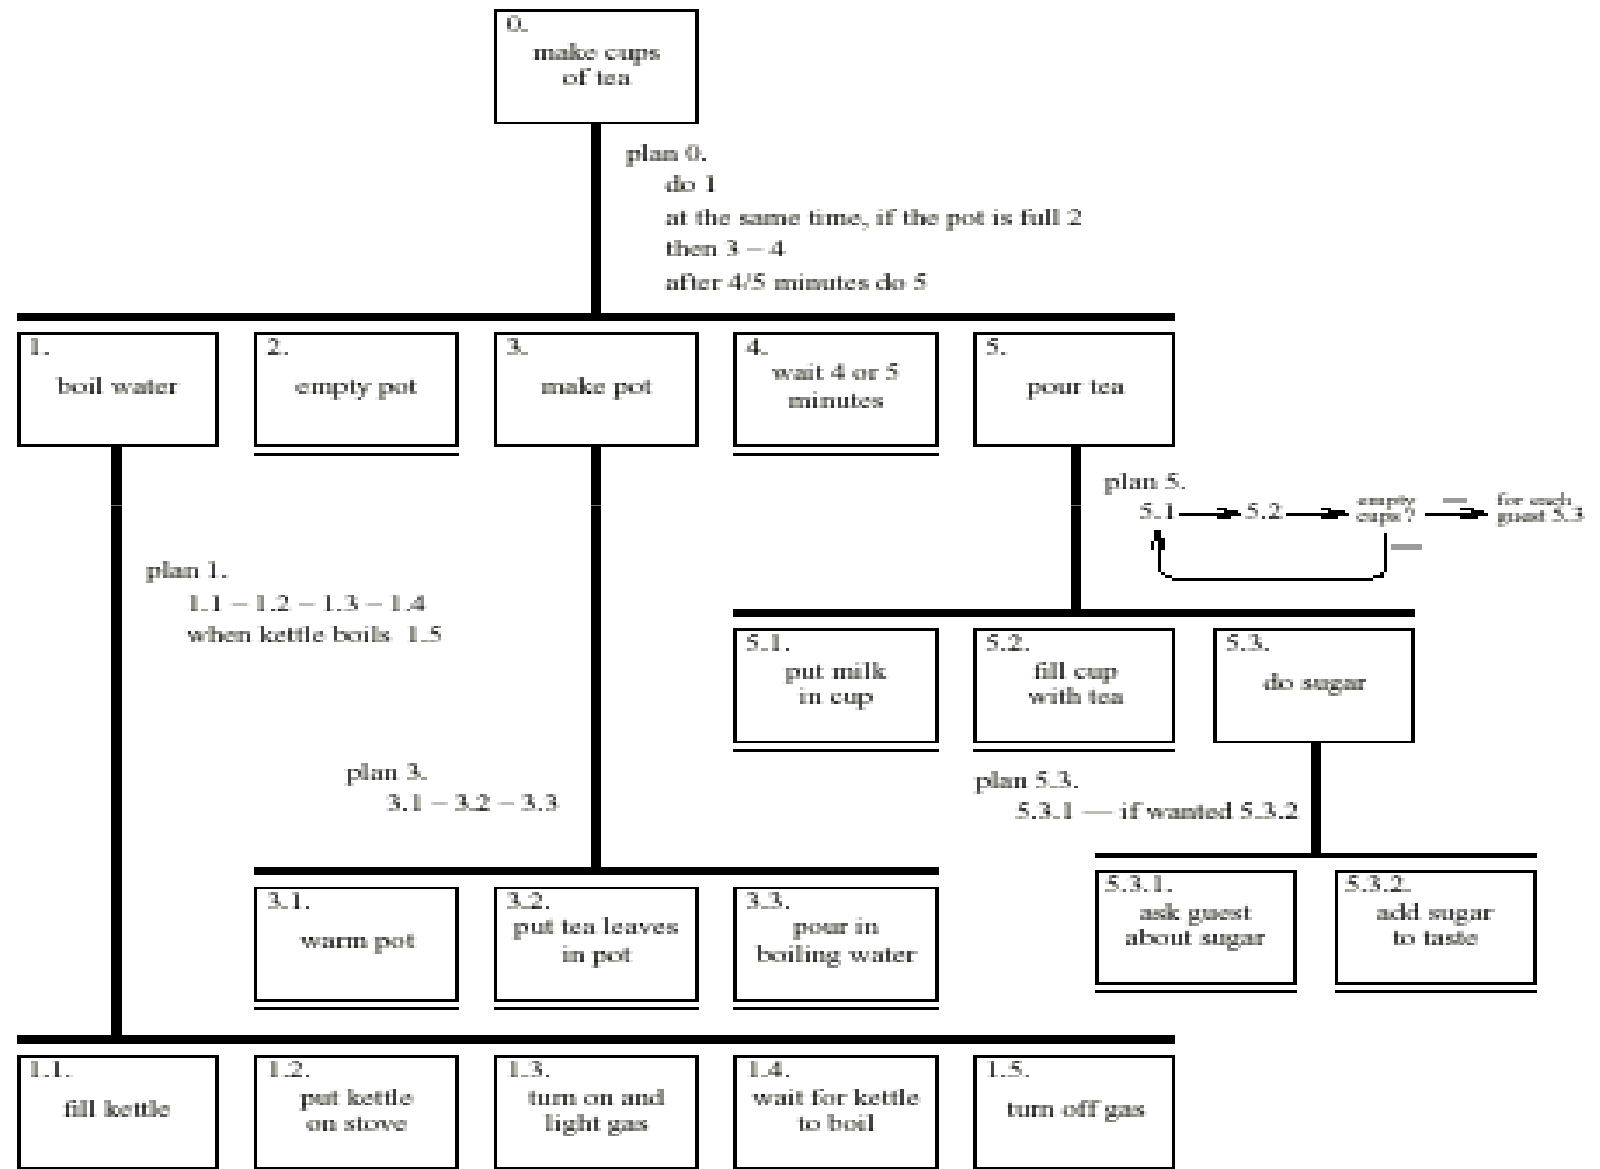 0.
make cups
of tea
plan 0.
do 1
at the same time, if the pot is full 2
then 3 – 4
after 4/5 minutes do 5
1.
boil water
2.
empty pot
3.
make pot
4.
wait 4 or 5
minutes
5.
pour tea
plan 5.
5.1 5.2 empty
cups? for each
guest 5.3
plan 1.
1.1 – 1.2 – 1.3 – 1.4
when kettle boils 1.5
5.1.
put milk
in cup
5.2.
fill cup
with tea
5.3.
do sugar
plan 3.
3.1 – 3.2 – 3.3
plan 5.3.
5.3.1 — if wanted 5.3.2
3.1.
warm pot
3.2.
put tea leaves
in pot
3.3.
pour in
boiling water
5.3.1.
ask guest
about sugar
5.3.2.
add sugar
to taste
1.1.
fill kettle
1.2.
put kettle
on stove
1.3.
turn on and
light gas
1.4.
wait for kettle
to boil
1.5.
turn off gas